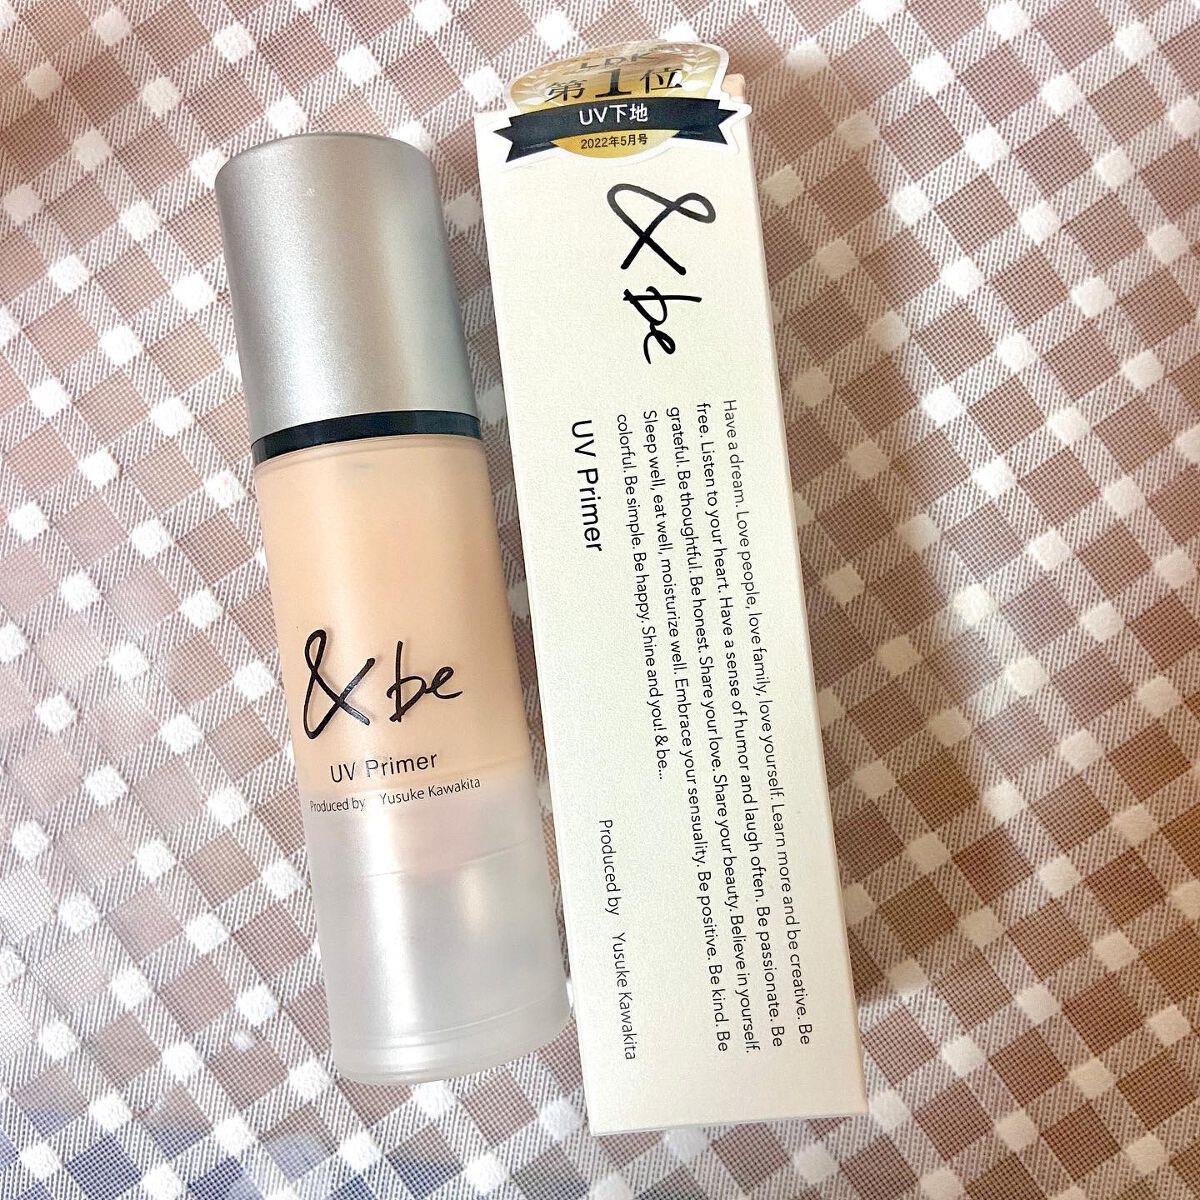 & be
UV Primer
Produced by Yusuke Kawakita
LDK
第1位
UV下地
2022年5月号
& be
Have a dream. Love people, love family, love yourself. Learn more and be creative. Be
free. Listen to your heart. Have a sense of humor and laugh often. Be passionate. Be
grateful. Be thoughtful. Be honest. Share your love. Share your beauty. Believe in yourself.
Sleep well, eat well, moisturize well. Embrace your sensuality. Be positive. Be kind. Be
colorful. Be simple. Be happy. Shine and you! & be...
UV Primer
Produced by Yusuke Kawakita